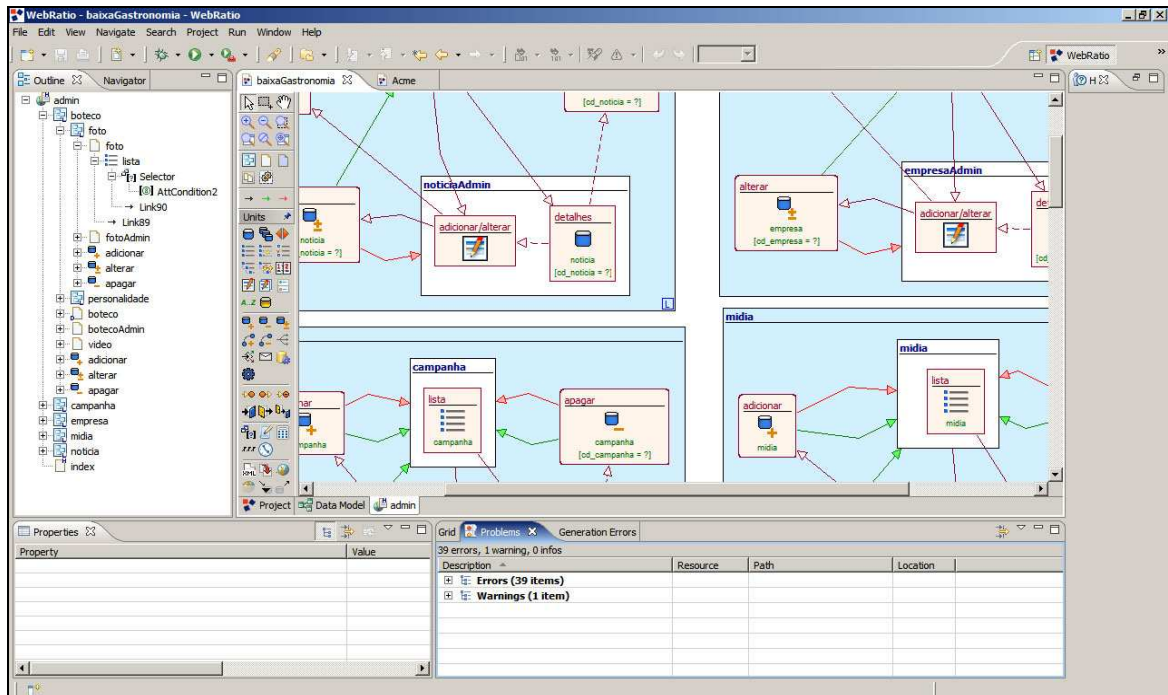 WebRatio - baixaGastronomia - WebRatio
File Edit View Navigate Search Project Run Window Help
WebRatio
»
Outline Navigator
admin
boteco
foto
foto
lista
Selector
AttCondition2
Link90
Link89
fotoAdmin
adicionar
alterar
apagar
personalidade
boteco
botecoAdmin
video
adicionar
alterar
apagar
campanha
empresa
midia
noticia
index
baixaGastronomia Acme
Units
A..Z
XML
[cd_noticia = ?]
noticiaAdmin
noticia
adicionar/alterar
detalhes
noticia
[cd_noticia = ?]
L
alterar
empresa
[cd_empresa = ?]
empresaAdmin
adicionar/alterar
campanha
lista
campanha
apagar
campanha
[cd_campanha = ?]
midia
adicionar
midia
midia
lista
midia
Project Data Model admin
Properties
Property Value
Grid Problems Generation Errors
39 errors, 1 warning, 0 infos
Description Resource Path Location
Errors (39 items)
Warnings (1 item)